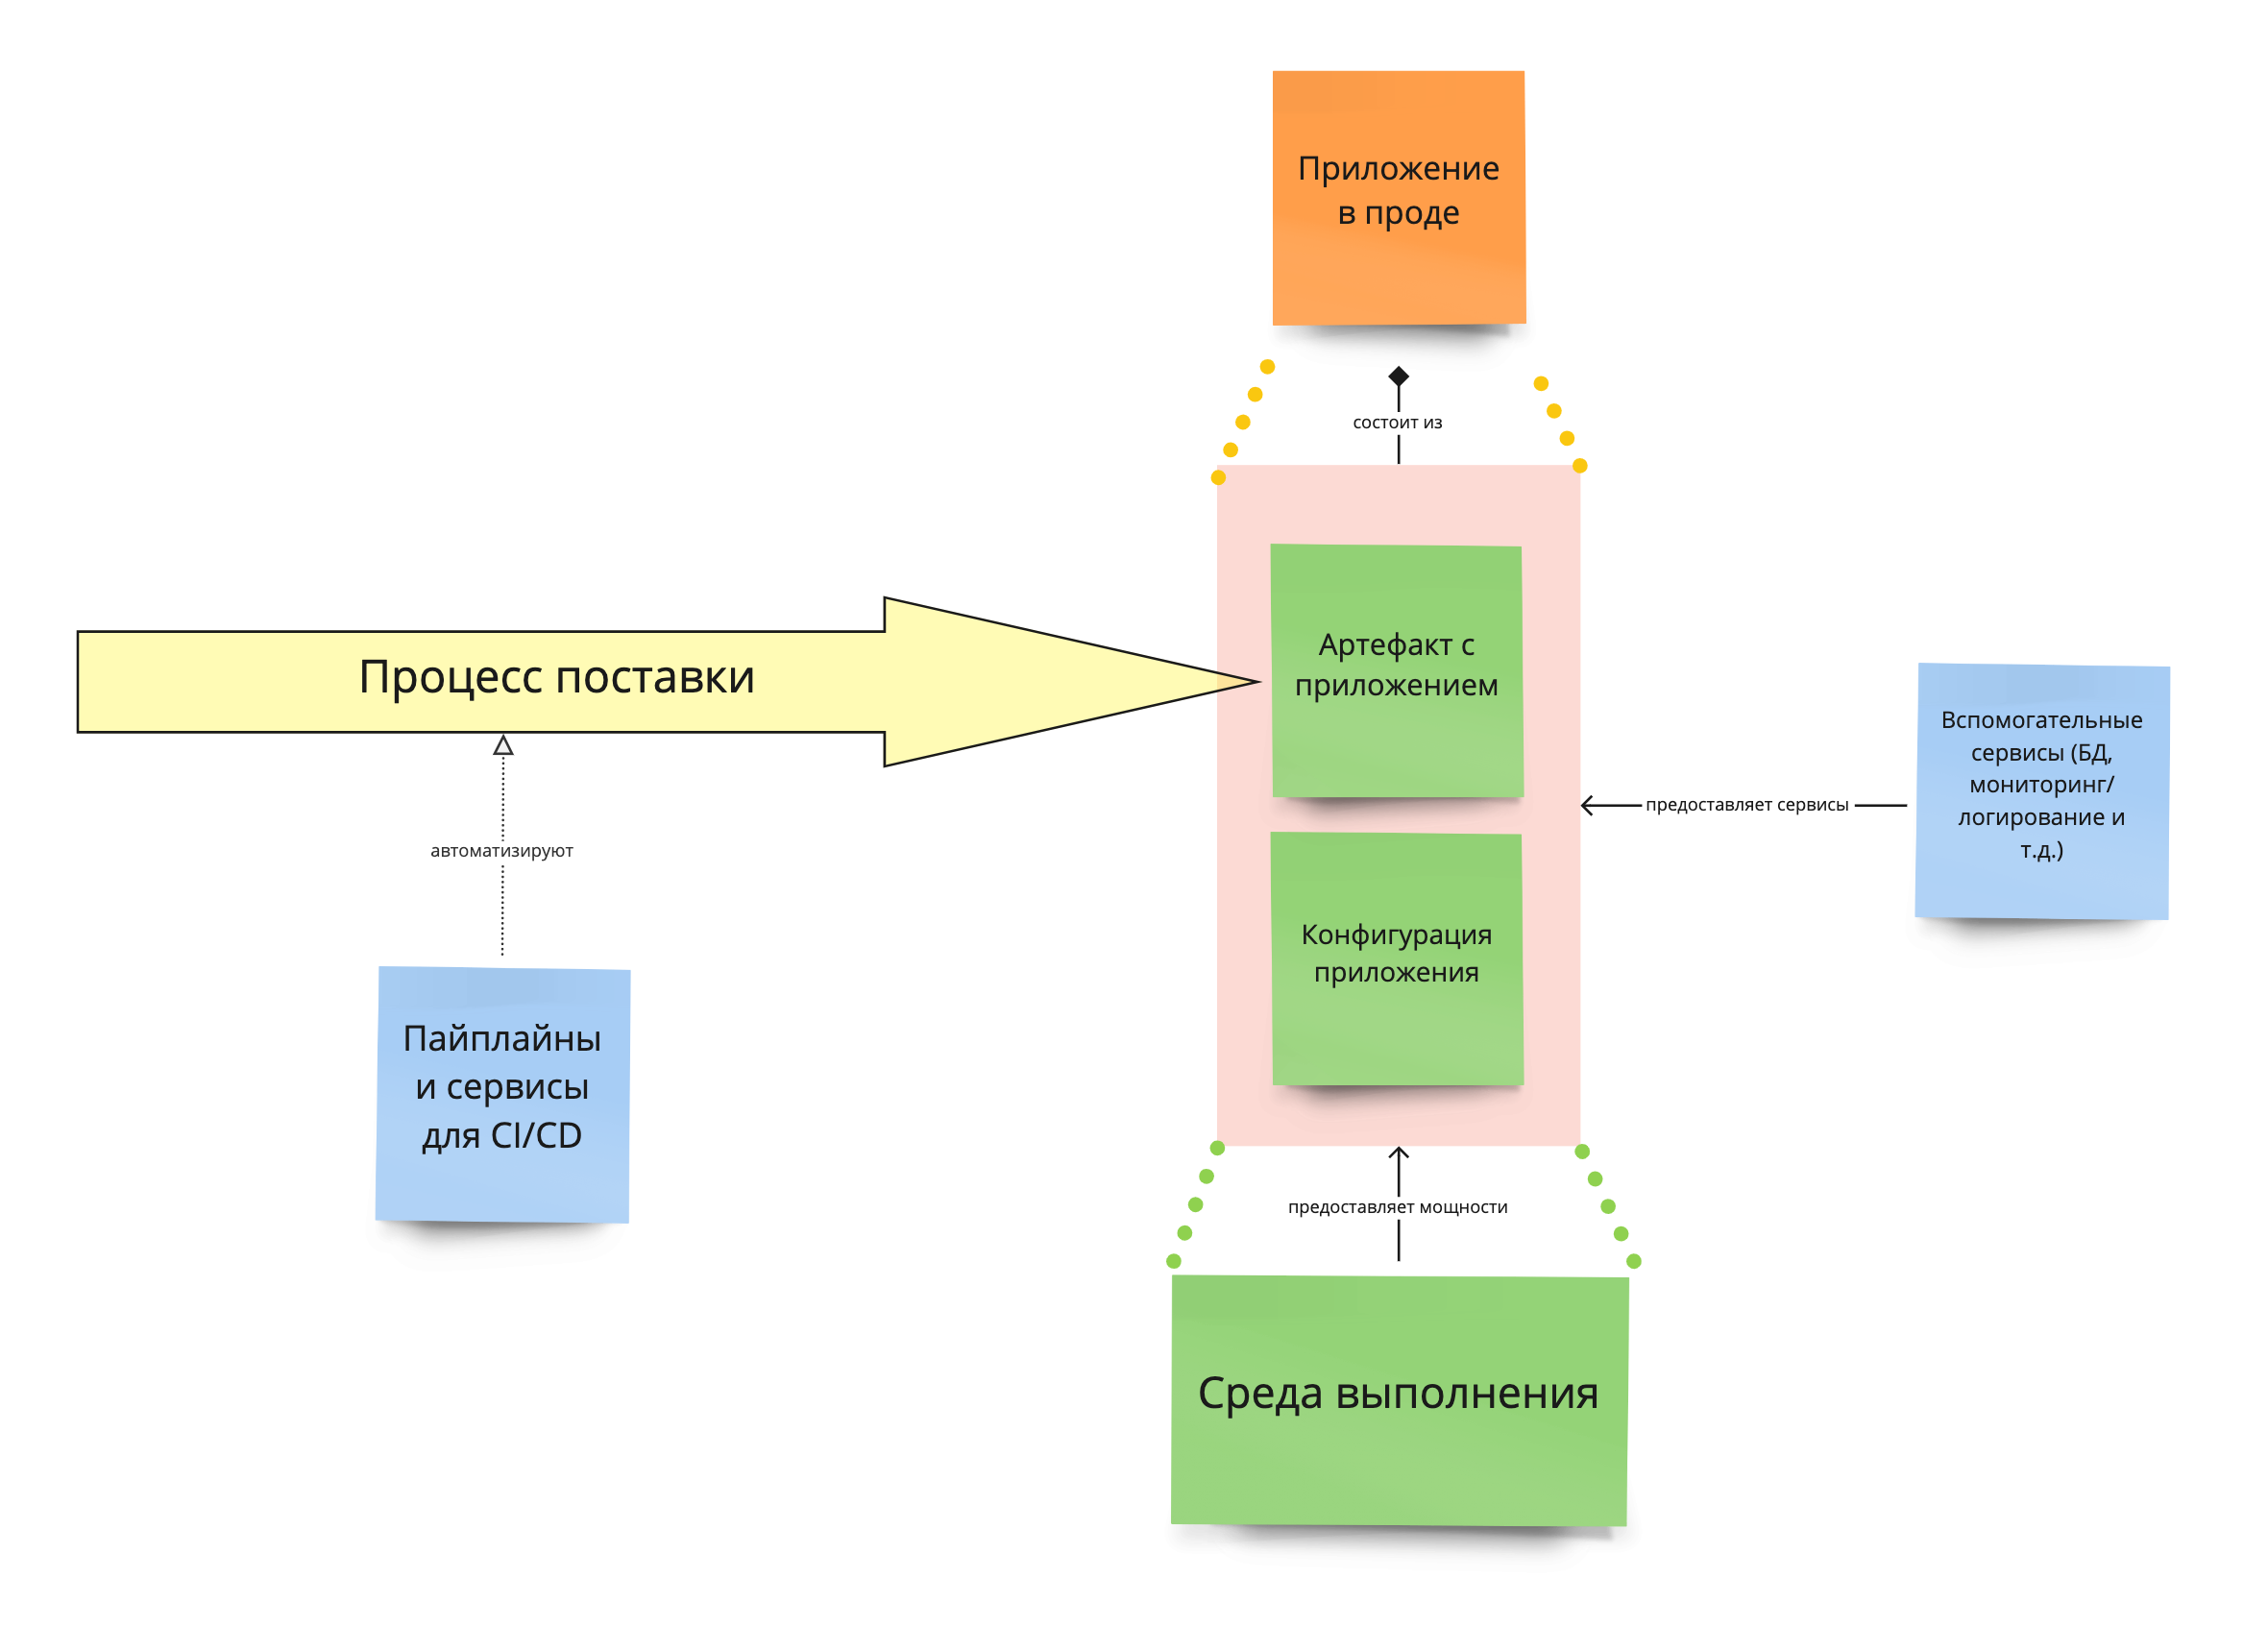 Приложение
в проде
состоит из
Артефакт с
приложением
Процесс поставки
Вспомогательные
сервисы (БД,
мониторинг/
логирование и
т.д.)
предоставляет сервисы
автоматизируют
Конфигурация
приложения
Пайплайны
и сервисы
для CI/CD
предоставляет мощности
Среда выполнения